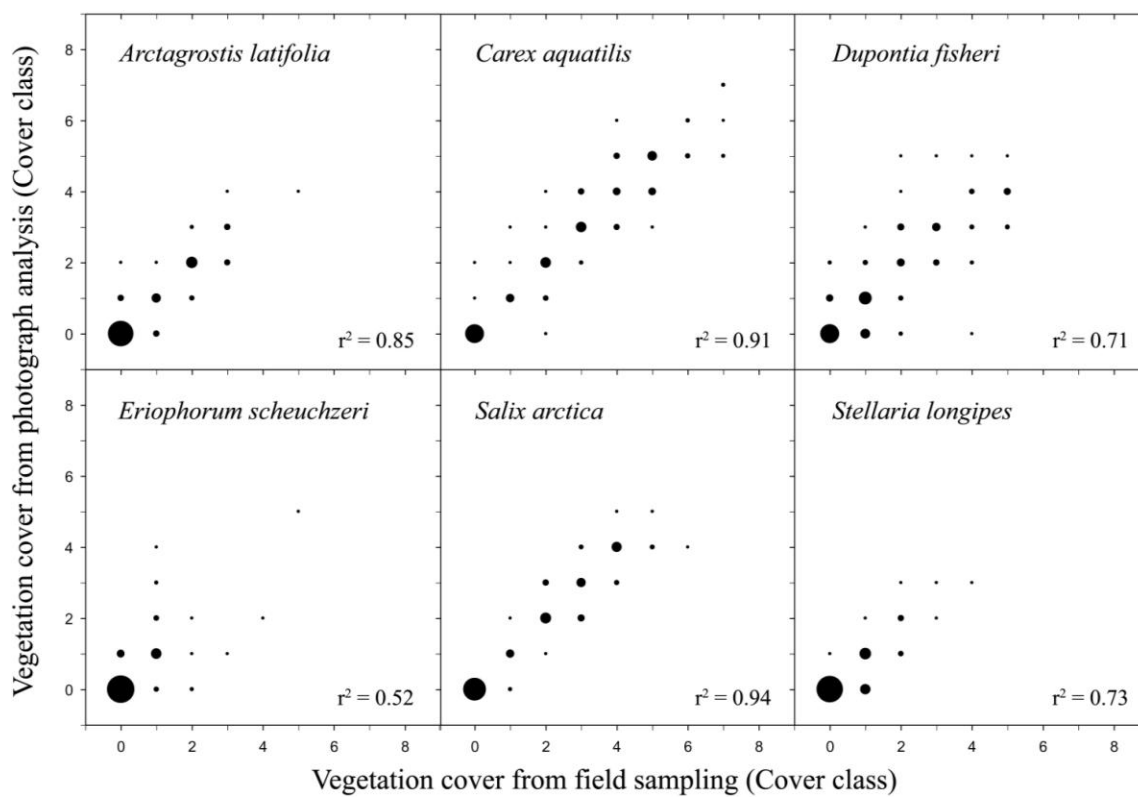 Vegetation cover from photograph analysis (Cover class)
8
6
4
2
0
Arctagrostis latifolia
r² = 0.85
Carex aquatilis
r² = 0.91
Dupontia fisheri
r² = 0.71
8
6
4
2
0
Eriophorum scheuchzeri
r² = 0.52
Salix arctica
r² = 0.94
Stellaria longipes
r² = 0.73
0 2 4 6 8 0 2 4 6 8 0 2 4 6 8
Vegetation cover from field sampling (Cover class)